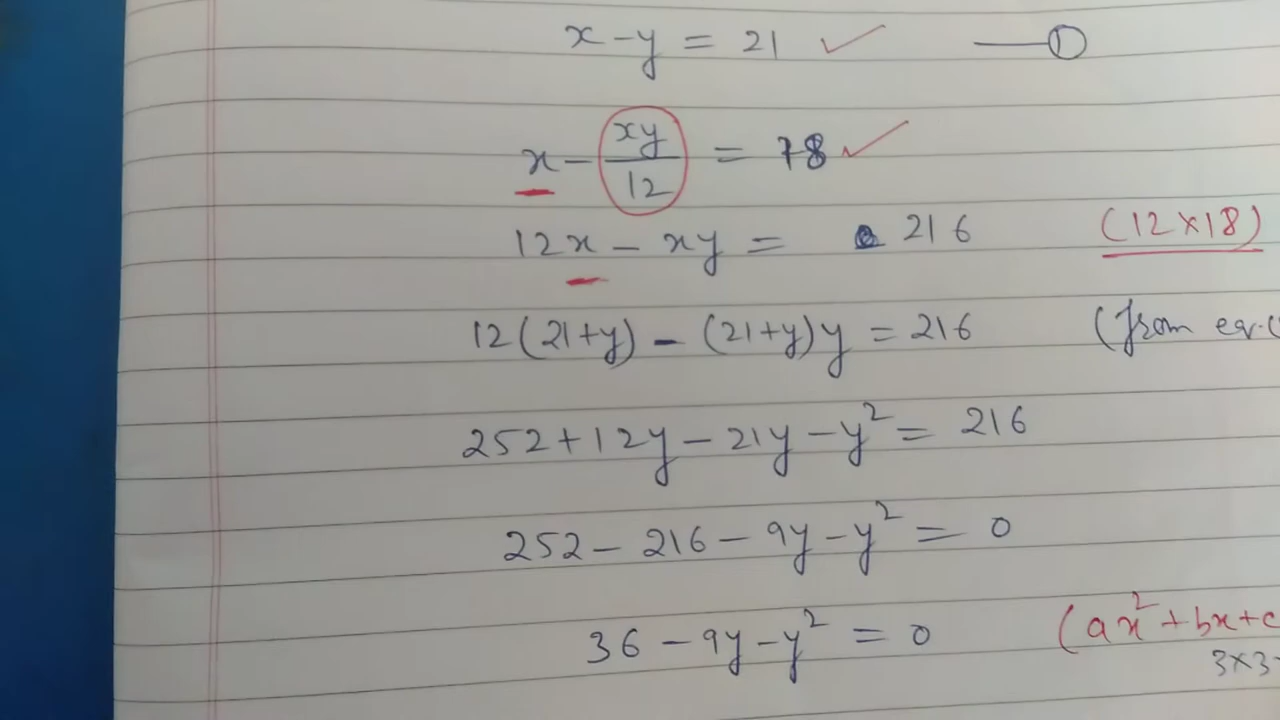 x - y = 21 ✓ —①
x - xy/12 = 78 ✓
12x - xy = 216 (12×18)
12(21+y) - (21+y)y = 216 (from eq.(
252 + 12y - 21y - y² = 216
252 - 216 - 9y - y² = 0
36 - 9y - y² = 0 (ax² + bx + c
3×3